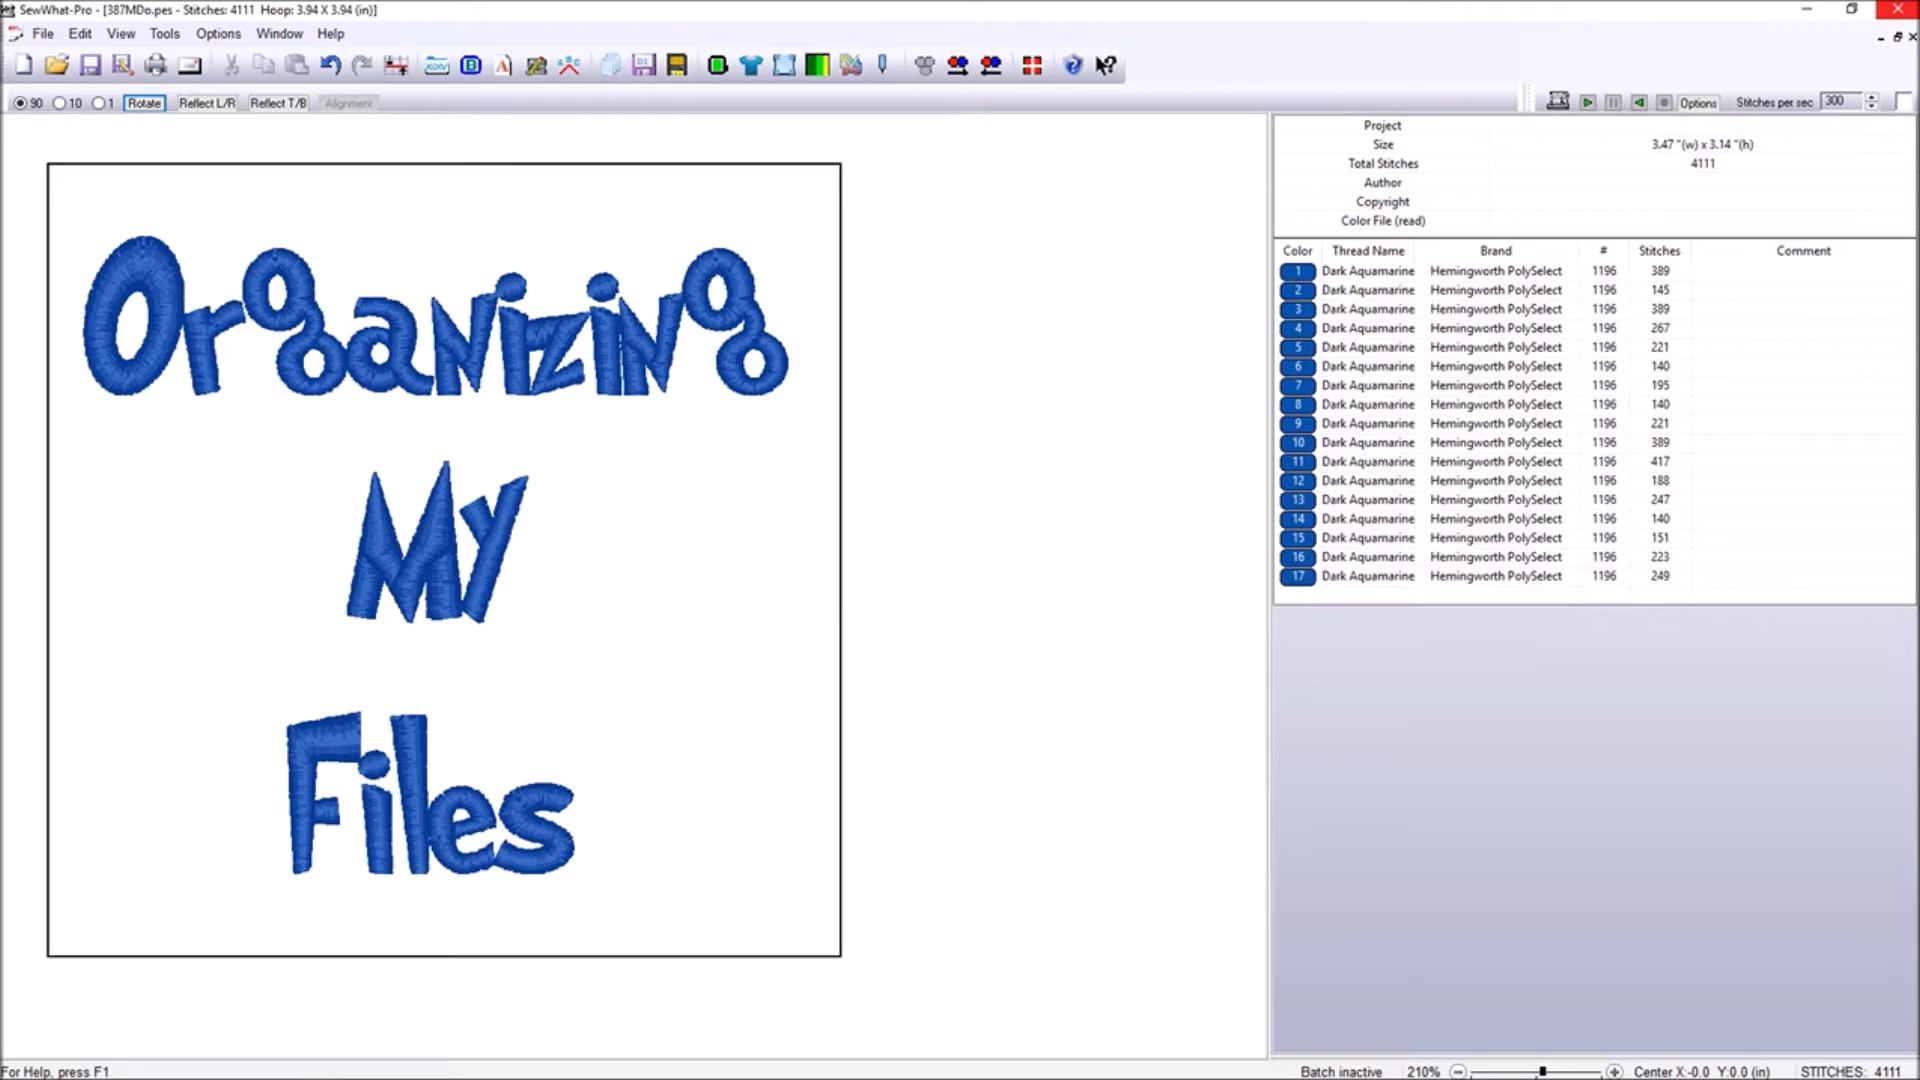 SewWhat-Pro - [387MDo.pes - Stitches: 4111 Hoop: 3.94 X 3.94 (in)]
File Edit View Tools Options Window Help
90 10 1 Rotate Reflect L/R Reflect T/B Alignment
Options Stitches per sec 300
Project
Size 3.47 "(w) x 3.14 "(h)
Total Stitches 4111
Author
Copyright
Color File (read)
Color Thread Name Brand # Stitches Comment
1 Dark Aquamarine Hemingworth PolySelect 1196 389
2 Dark Aquamarine Hemingworth PolySelect 1196 145
3 Dark Aquamarine Hemingworth PolySelect 1196 389
4 Dark Aquamarine Hemingworth PolySelect 1196 267
5 Dark Aquamarine Hemingworth PolySelect 1196 221
6 Dark Aquamarine Hemingworth PolySelect 1196 140
7 Dark Aquamarine Hemingworth PolySelect 1196 195
8 Dark Aquamarine Hemingworth PolySelect 1196 140
9 Dark Aquamarine Hemingworth PolySelect 1196 221
10 Dark Aquamarine Hemingworth PolySelect 1196 389
11 Dark Aquamarine Hemingworth PolySelect 1196 417
12 Dark Aquamarine Hemingworth PolySelect 1196 188
13 Dark Aquamarine Hemingworth PolySelect 1196 247
14 Dark Aquamarine Hemingworth PolySelect 1196 140
15 Dark Aquamarine Hemingworth PolySelect 1196 151
16 Dark Aquamarine Hemingworth PolySelect 1196 223
17 Dark Aquamarine Hemingworth PolySelect 1196 249
OrgaNiziNg
My
Files
For Help, press F1
Batch inactive 210% Center X:-0.0 Y:0.0 (in) STITCHES: 4111